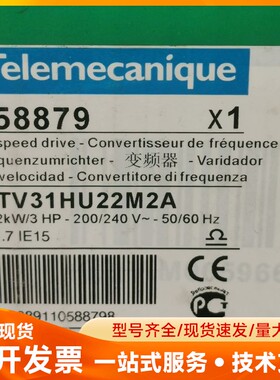 Telemecanique
58879 X1
speed drive - Convertisseur de fréquence
equenzumrichter - 变频器 - Varidador
velocidad - Convertitore di frequenza
TV31HU22M2A
2kW/3 HP - 200/240 V~ - 50/60 Hz
.7 IE15
现货
型号齐全/现货速发/量大
开发票
一站式服务·技术